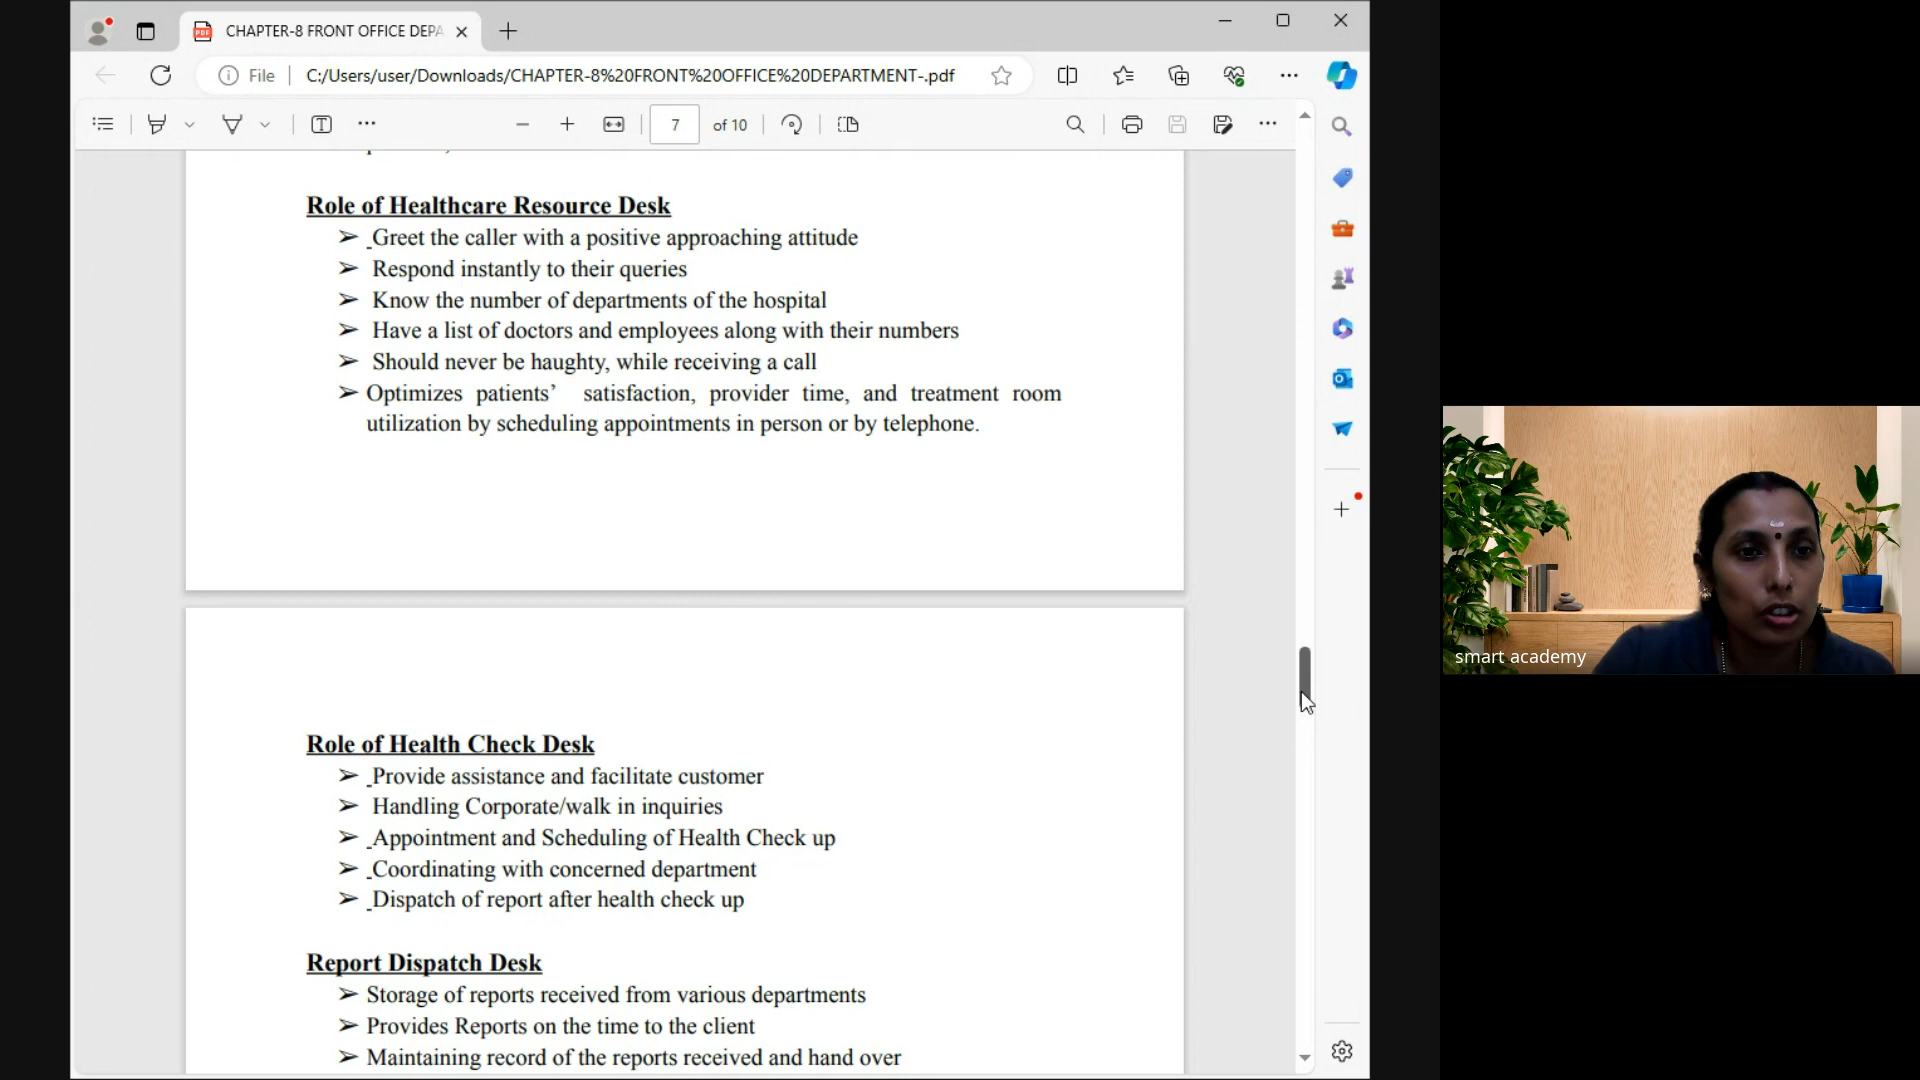 CHAPTER-8 FRONT OFFICE DEPA
File
C:/Users/user/Downloads/CHAPTER-8%20FRONT%20OFFICE%20DEPARTMENT-.pdf
7 of 10
Role of Healthcare Resource Desk
➢ Greet the caller with a positive approaching attitude
➢ Respond instantly to their queries
➢ Know the number of departments of the hospital
➢ Have a list of doctors and employees along with their numbers
➢ Should never be haughty, while receiving a call
➢ Optimizes patients’ satisfaction, provider time, and treatment room
utilization by scheduling appointments in person or by telephone.
Role of Health Check Desk
➢ Provide assistance and facilitate customer
➢ Handling Corporate/walk in inquiries
➢ Appointment and Scheduling of Health Check up
➢ Coordinating with concerned department
➢ Dispatch of report after health check up
Report Dispatch Desk
➢ Storage of reports received from various departments
➢ Provides Reports on the time to the client
➢ Maintaining record of the reports received and hand over
smart academy